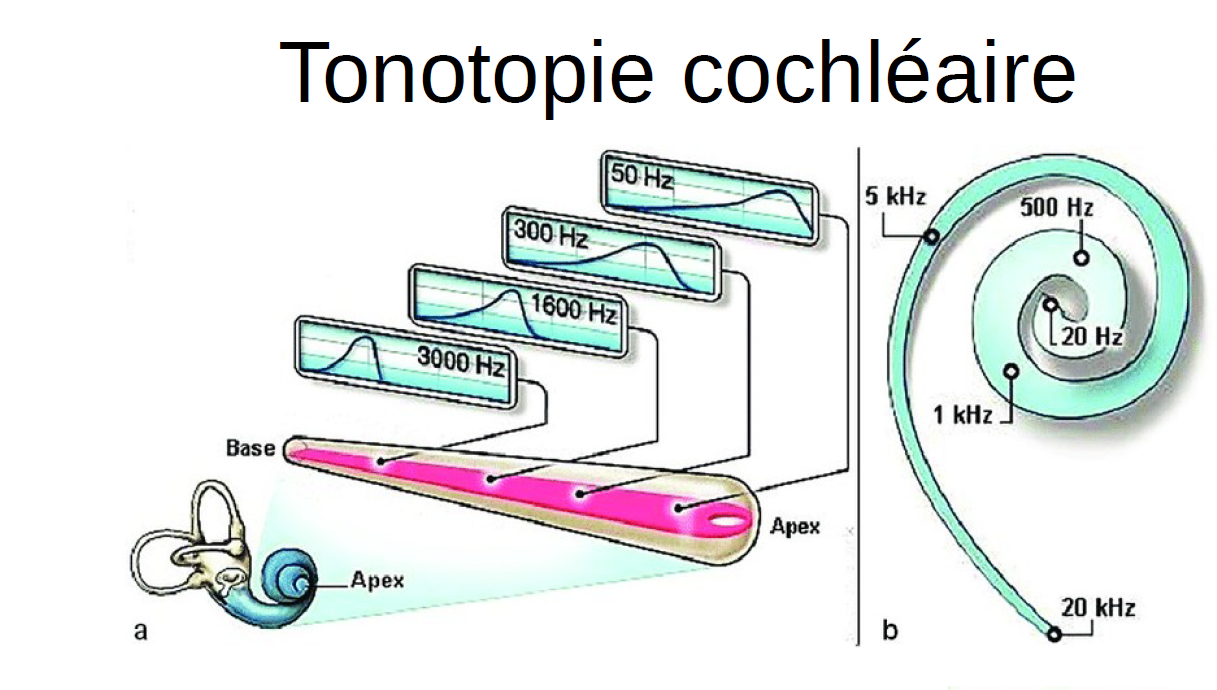 Tonotopie cochléaire
50 Hz
300 Hz
1600 Hz
3000 Hz
Base
Apex
Apex
a
5 kHz
500 Hz
20 Hz
1 kHz
20 kHz
b